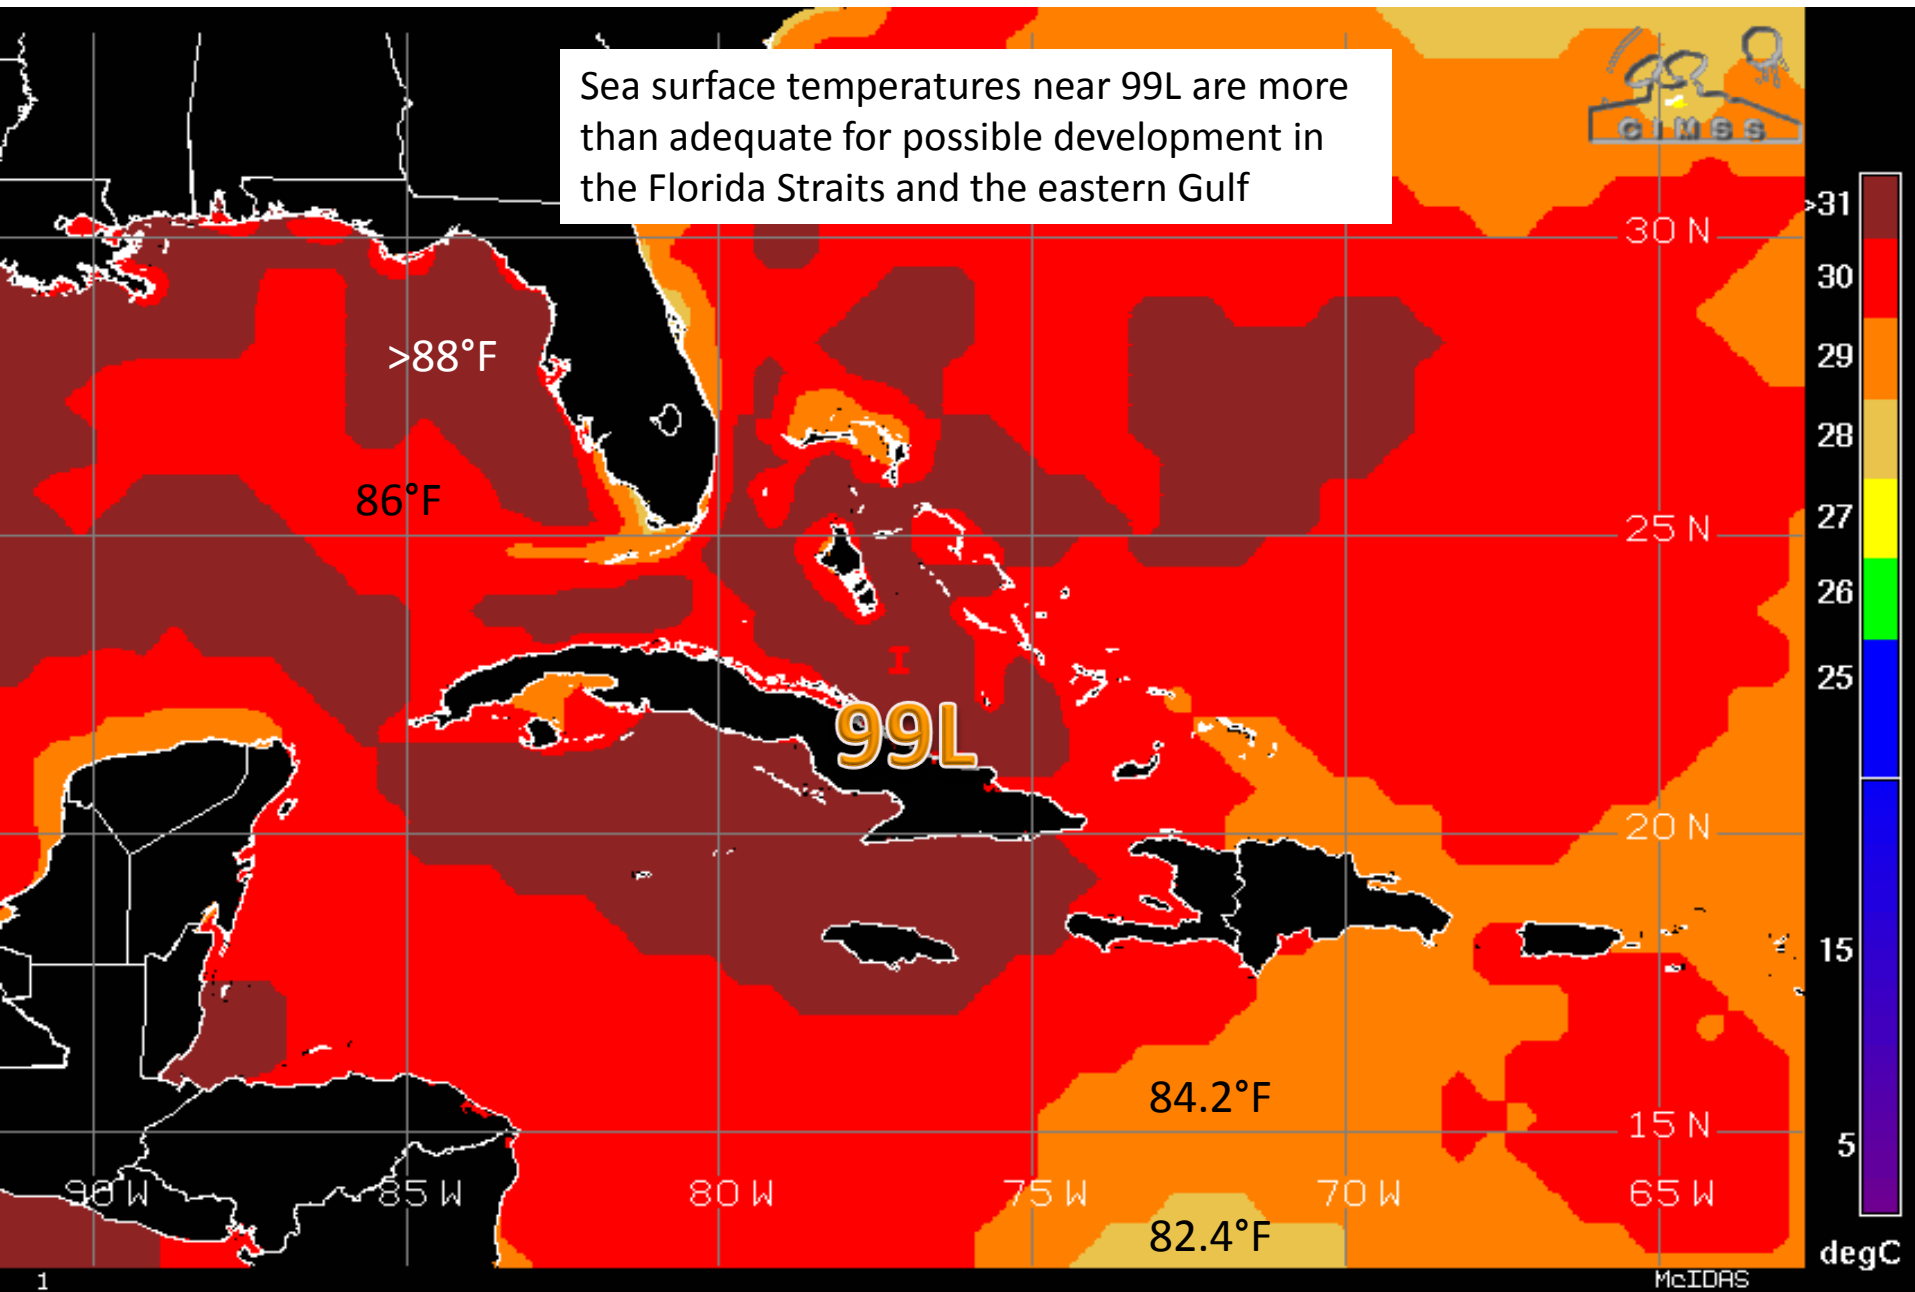 Sea surface temperatures near 99L are more
than adequate for possible development in
the Florida Straits and the eastern Gulf
CIMSS
>31
30 N
30
>88°F
29
28
86°F
27
25 N
26
25
99L
20 N
15
84.2°F
15 N
5
90 W
85 W
80 W
75 W
70 W
65 W
82.4°F
degC
1
McIDAS